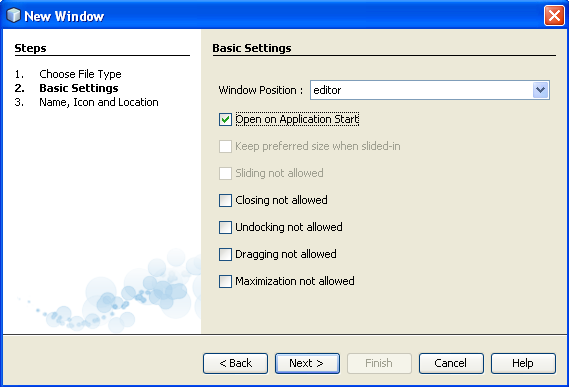 New Window
Steps
1. Choose File Type
2. Basic Settings
3. Name, Icon and Location
Basic Settings
Window Position : editor
Open on Application Start
Keep preferred size when slided-in
Sliding not allowed
Closing not allowed
Undocking not allowed
Dragging not allowed
Maximization not allowed
< Back Next > Finish Cancel Help